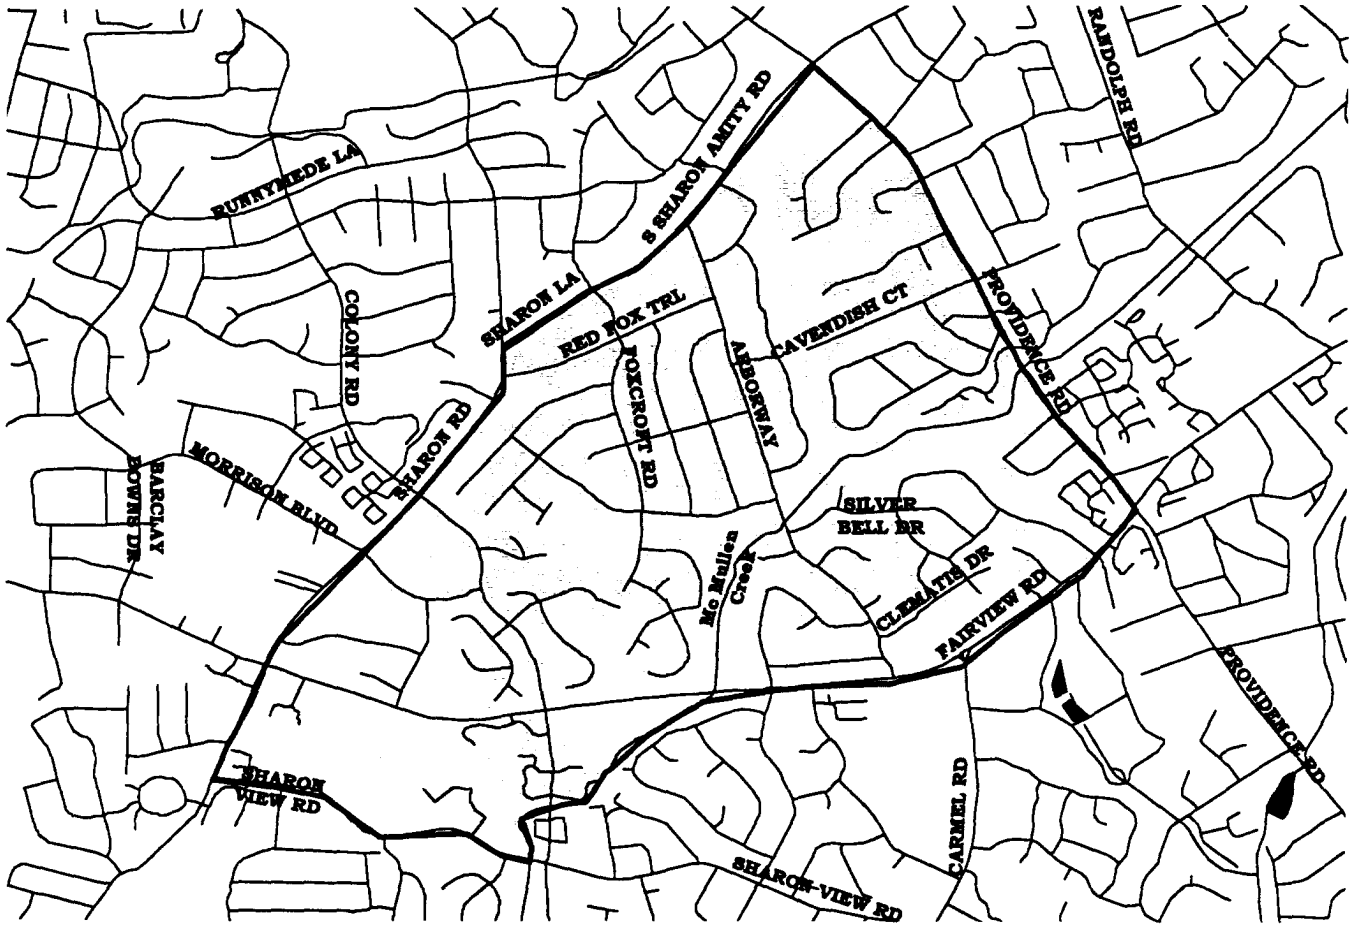 RANDOLPH RD
S SHARON AMITY RD
RUNNYMEDE LA
SHARON LA
RED FOX TRL
CAVENDISH CT
PROVIDENCE RD
COLONY RD
FOXCROFT RD
ARBORWAY
SHARON RD
MORRISON BLVD
BARCLAY
DOWNS DR
SILVER
BELL DR
Mc Mullen
Creek
CLEMATIS DR
FAIRVIEW RD
PROVIDENCE RD
SHARON
VIEW RD
CARMEL RD
SHARON VIEW RD